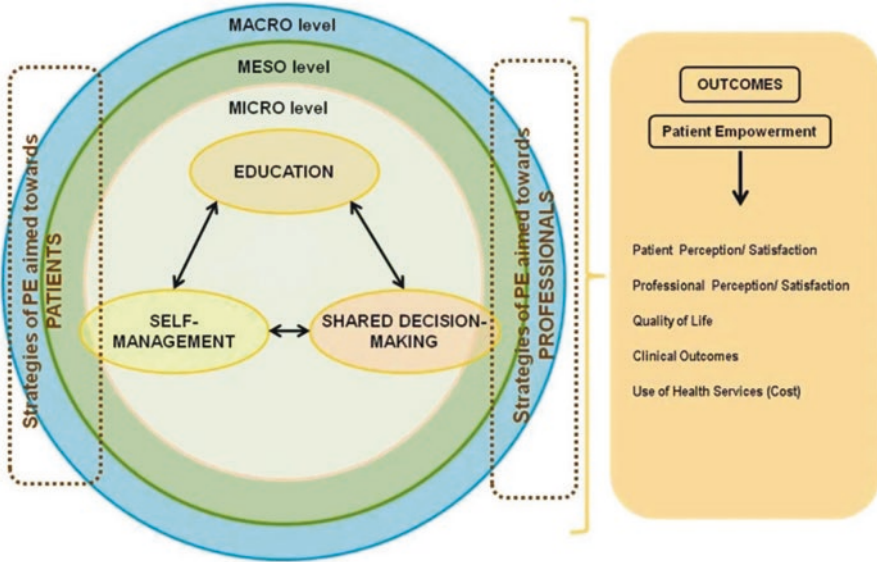 MACRO level
MESO level
MICRO level
EDUCATION
SELF-
MANAGEMENT
SHARED DECISION-
MAKING
Strategies of PE aimed towards
PATIENTS
Strategies of PE aimed towards
PROFESSIONALS
OUTCOMES
Patient Empowerment
Patient Perception/ Satisfaction
Professional Perception/ Satisfaction
Quality of Life
Clinical Outcomes
Use of Health Services (Cost)